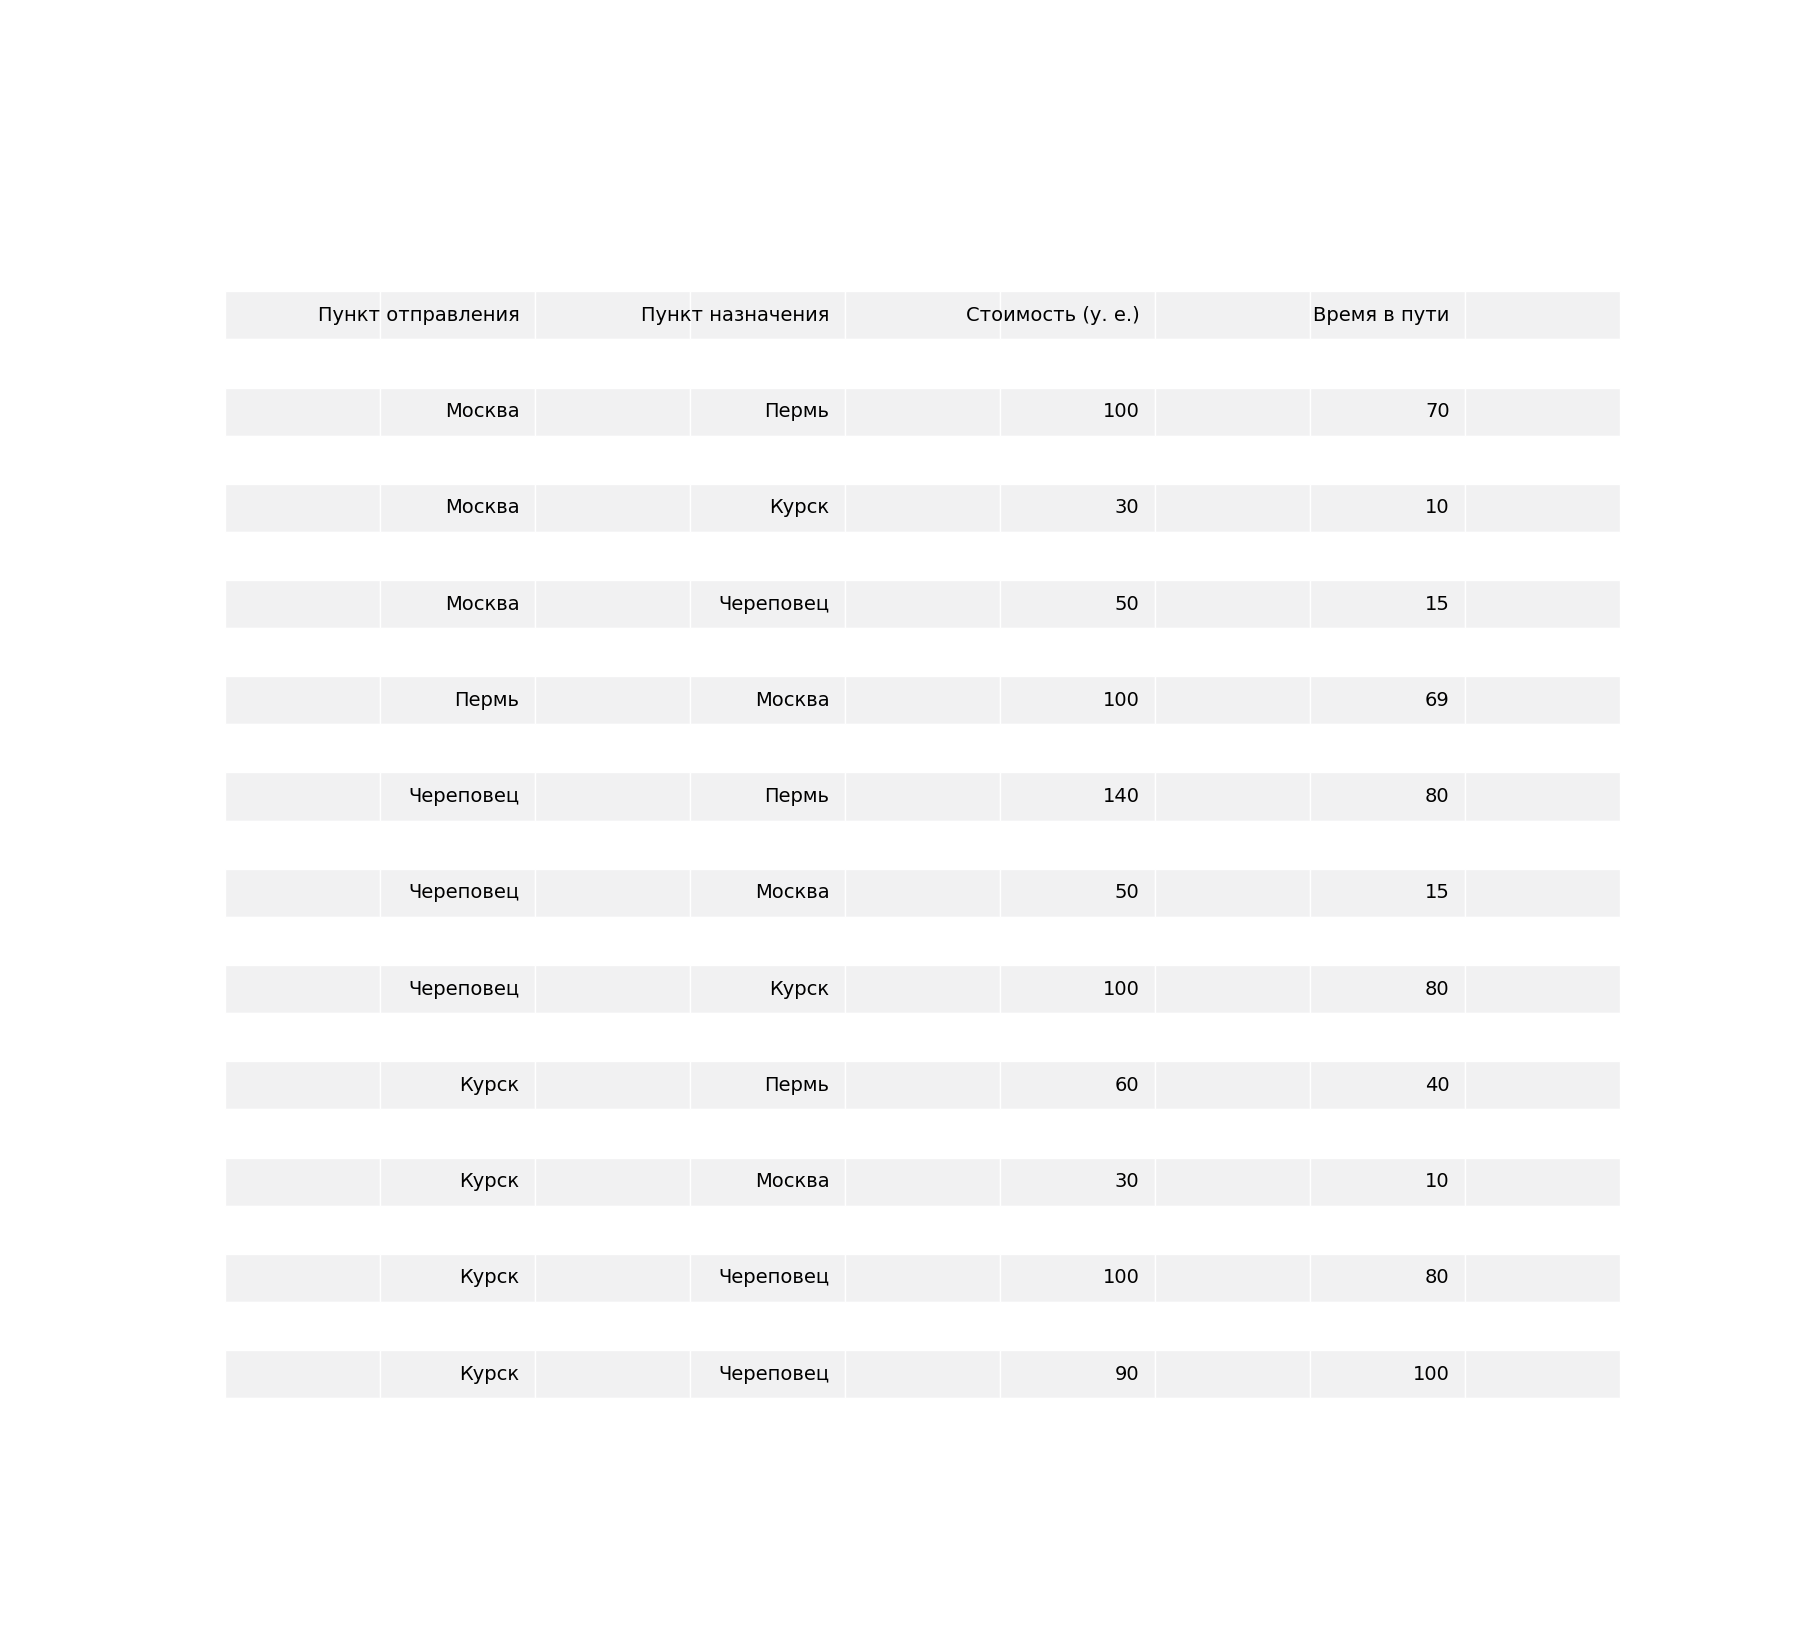 Пункт отправления Пункт назначения Стоимость (у. е.) Время в пути
Москва Пермь 100 70
Москва Курск 30 10
Москва Череповец 50 15
Пермь Москва 100 69
Череповец Пермь 140 80
Череповец Москва 50 15
Череповец Курск 100 80
Курск Пермь 60 40
Курск Москва 30 10
Курск Череповец 100 80
Курск Череповец 90 100